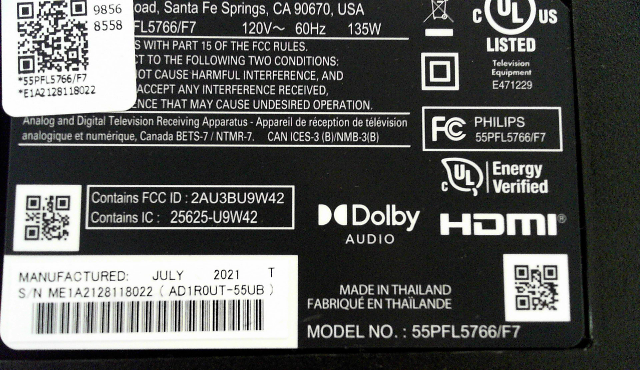 9856
8558
*55PFL5766/F7
*E1A2128118022
oad, Santa Fe Springs, CA 90670, USA
PFL5766/F7 120V~ 60Hz 135W
S WITH PART 15 OF THE FCC RULES.
CT TO THE FOLLOWING TWO CONDITIONS:
NOT CAUSE HARMFUL INTERFERENCE, AND
ACCEPT ANY INTERFERENCE RECEIVED,
ENCE THAT MAY CAUSE UNDESIRED OPERATION.
Analog and Digital Television Receiving Apparatus - Appareil de réception de télévision
analogique et numérique, Canada BETS-7 / NTMR-7. CAN ICES-3 (B)/NMB-3(B)
c UL US
LISTED
Television
Equipment
E471229
FC PHILIPS
55PFL5766/F7
c UL Energy
Verified
Contains FCC ID : 2AU3BU9W42
Contains IC : 25625-U9W42
Dolby
AUDIO
HDMI®
MANUFACTURED: JULY 2021 T
S/N ME1A2128118022 ( AD1R0UT-55UB )
MADE IN THAILAND
FABRIQUÉ EN THAÏLANDE
MODEL NO. : 55PFL5766/F7